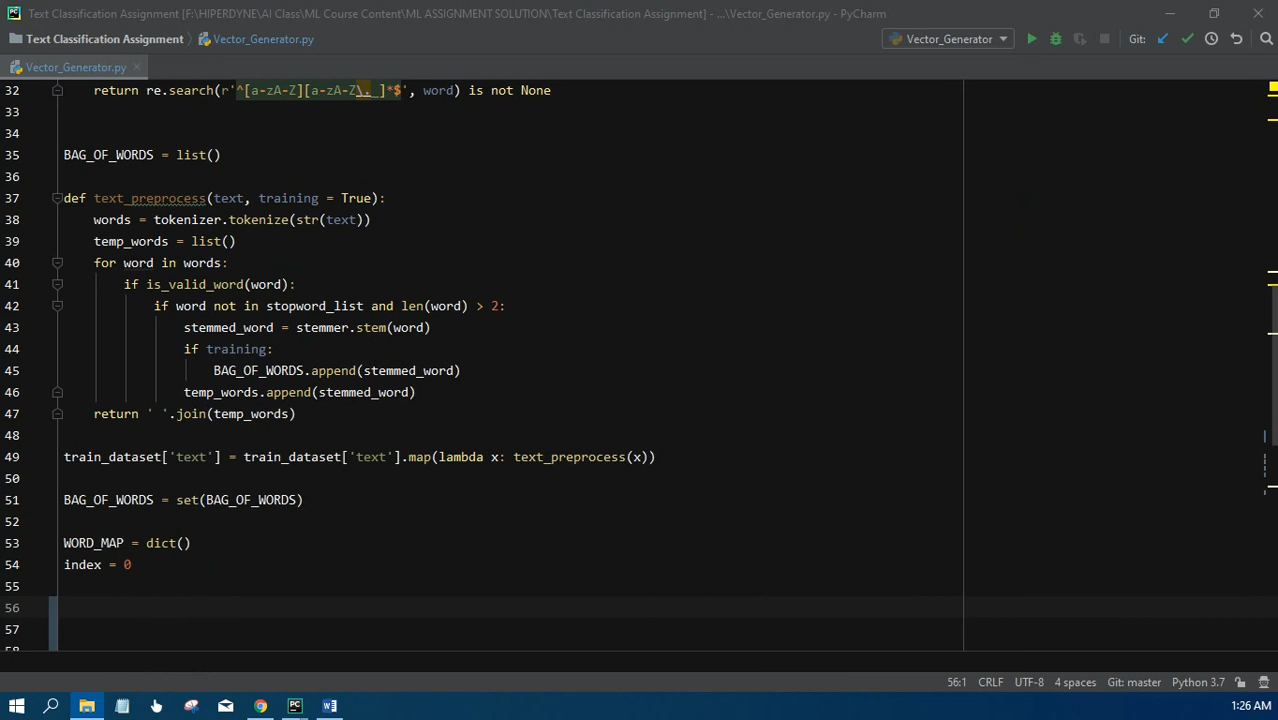 Text Classification Assignment [F:\HIPERDYNE\AI Class\ML Course Content\ML ASSIGNMENT SOLUTION\Text Classification Assignment] - ...\Vector_Generator.py - PyCharm
Text Classification Assignment Vector_Generator.py Vector_Generator Git:
Vector_Generator.py
32 return re.search(r'^[a-zA-Z][a-zA-Z\._]*$', word) is not None
33
34
35 BAG_OF_WORDS = list()
36
37 def text_preprocess(text, training = True):
38 words = tokenizer.tokenize(str(text))
39 temp_words = list()
40 for word in words:
41 if is_valid_word(word):
42 if word not in stopword_list and len(word) > 2:
43 stemmed_word = stemmer.stem(word)
44 if training:
45 BAG_OF_WORDS.append(stemmed_word)
46 temp_words.append(stemmed_word)
47 return ' '.join(temp_words)
48
49 train_dataset['text'] = train_dataset['text'].map(lambda x: text_preprocess(x))
50
51 BAG_OF_WORDS = set(BAG_OF_WORDS)
52
53 WORD_MAP = dict()
54 index = 0
55
56
57
58
56:1 CRLF UTF-8 4 spaces Git: master Python 3.7
1:26 AM